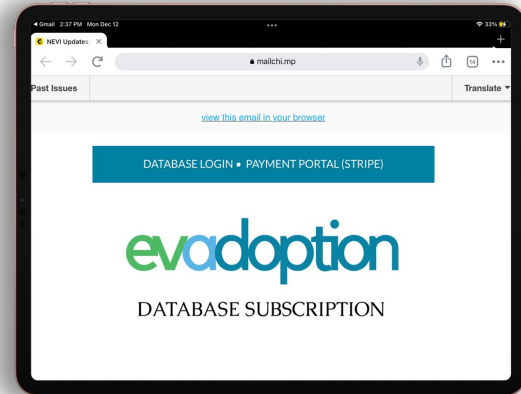 ◀ Gmail 2:37 PM Mon Dec 12 ••• 33%
NEVI Updates: ×
mailchi.mp 14 •••
Past Issues Translate ▼
view this email in your browser
DATABASE LOGIN • PAYMENT PORTAL (STRIPE)
evadoption
DATABASE SUBSCRIPTION